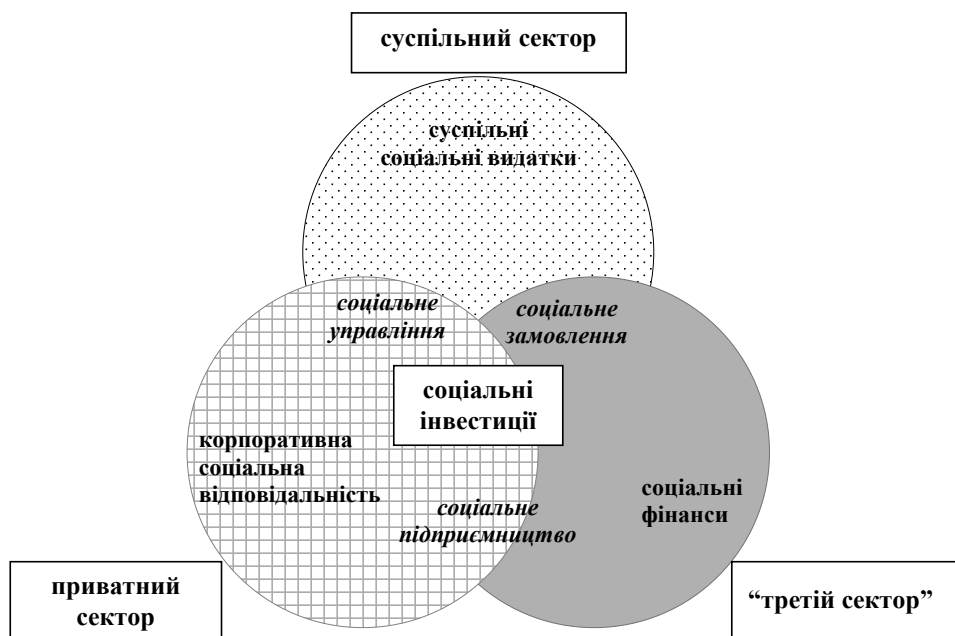 суспільний сектор
суспільні
соціальні видатки
соціальне
управління
соціальне
замовлення
соціальні
інвестиції
корпоративна
соціальна
відповідальність
соціальне
підприємництво
соціальні
фінанси
приватний
сектор
“третій сектор”